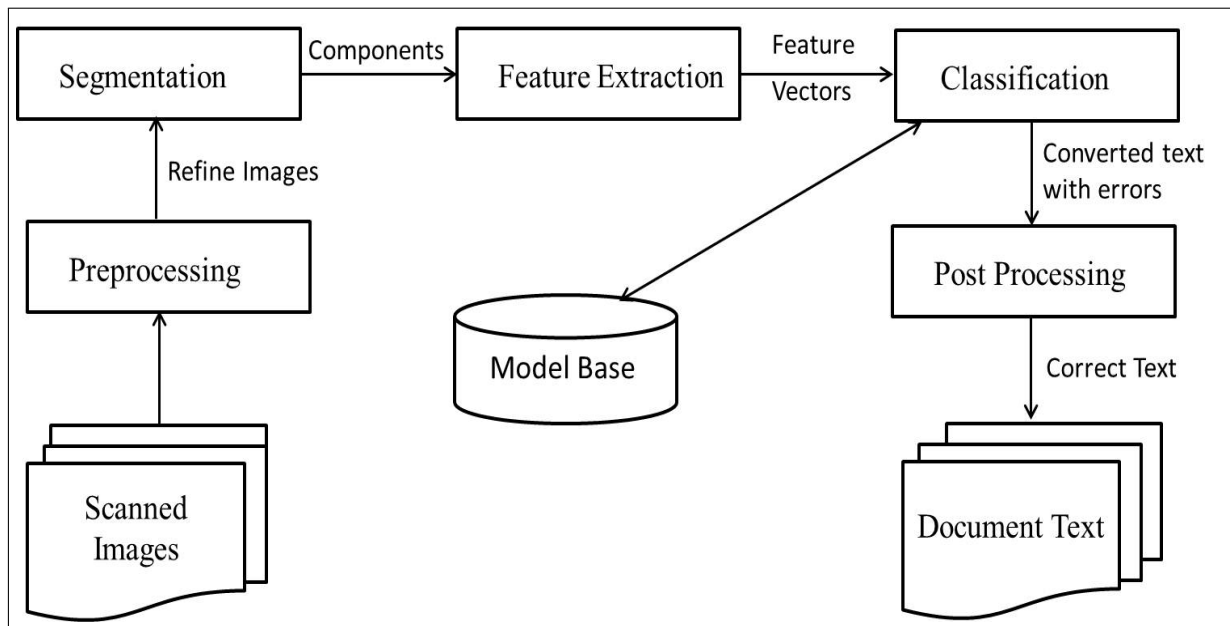 Segmentation
Components
Feature Extraction
Feature
Vectors
Classification
Refine Images
Converted text
with errors
Preprocessing
Post Processing
Model Base
Correct Text
Scanned
Images
Document Text